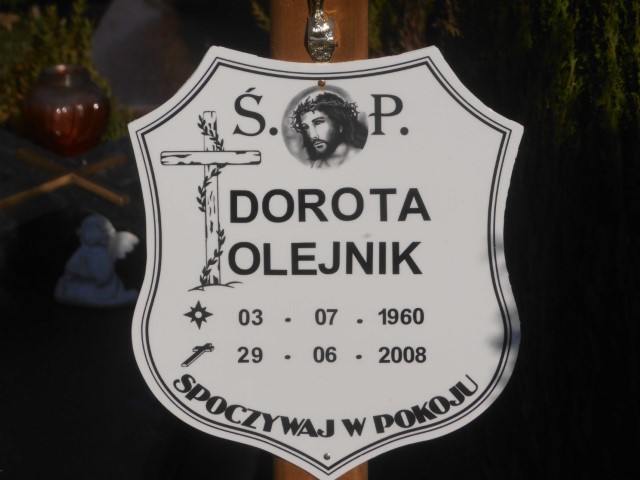 Ś. P.
DOROTA
OLEJNIK
03 - 07 - 1960
29 - 06 - 2008
SPOCZYWAJ W POKOJU